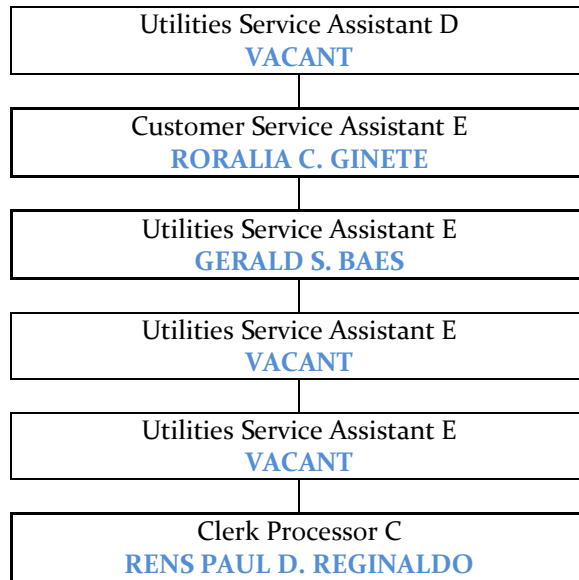 Utilities Service Assistant D
VACANT
Customer Service Assistant E
RORALIA C. GINETE
Utilities Service Assistant E
GERALD S. BAES
Utilities Service Assistant E
VACANT
Utilities Service Assistant E
VACANT
Clerk Processor C
RENS PAUL D. REGINALDO